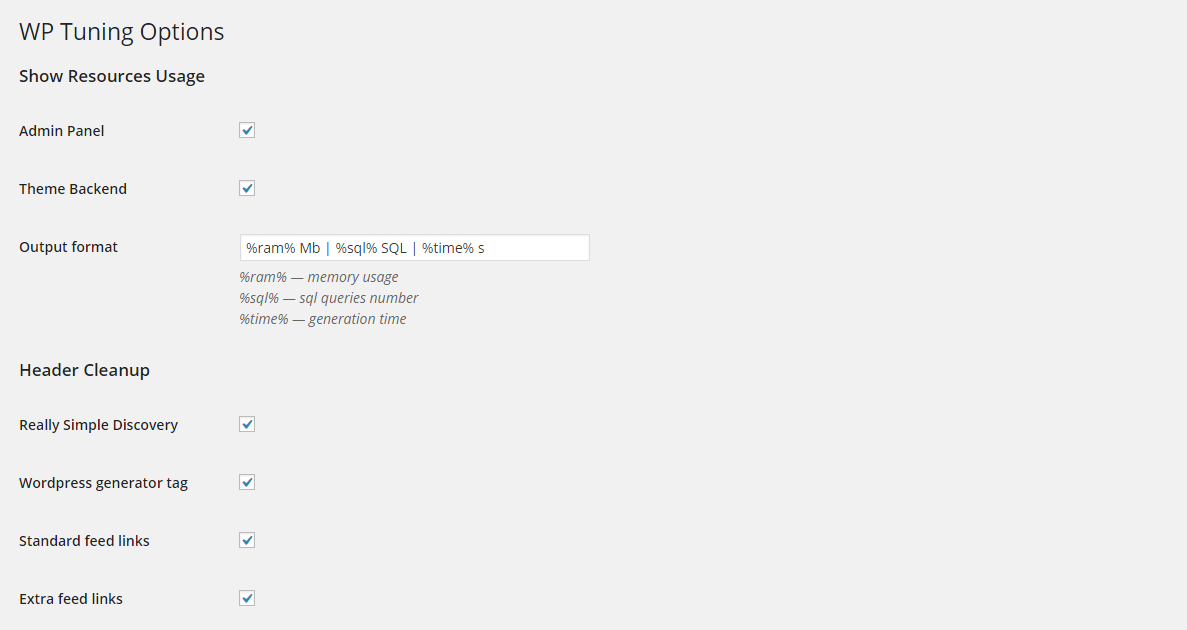 WP Tuning Options
Show Resources Usage
Admin Panel
Theme Backend
Output format
%ram% Mb | %sql% SQL | %time% s
%ram% — memory usage
%sql% — sql queries number
%time% — generation time
Header Cleanup
Really Simple Discovery
Wordpress generator tag
Standard feed links
Extra feed links